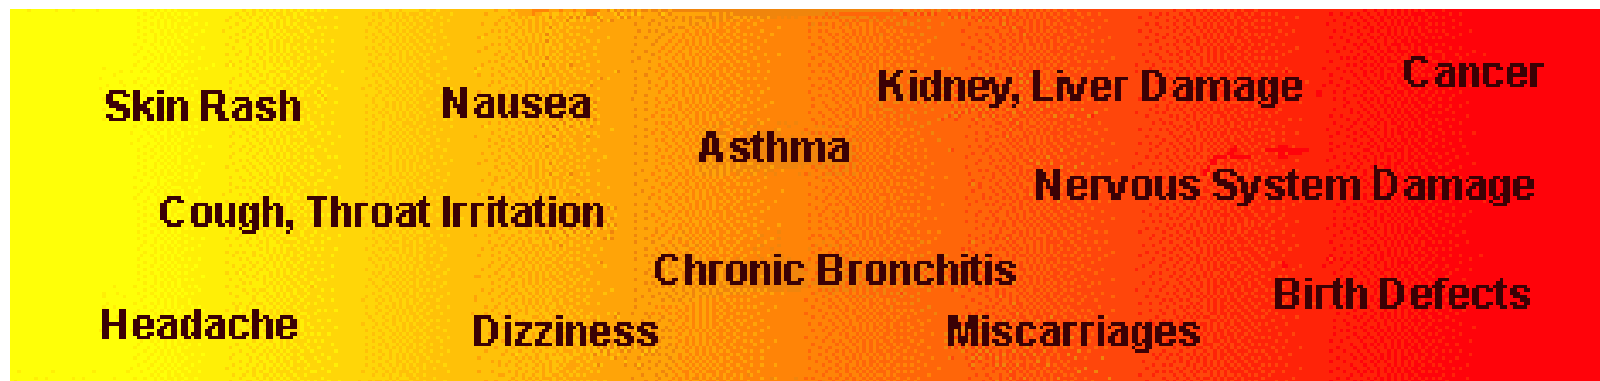 Skin Rash
Nausea
Kidney, Liver Damage
Cancer
Asthma
Nervous System Damage
Cough, Throat Irritation
Chronic Bronchitis
Birth Defects
Headache
Dizziness
Miscarriages